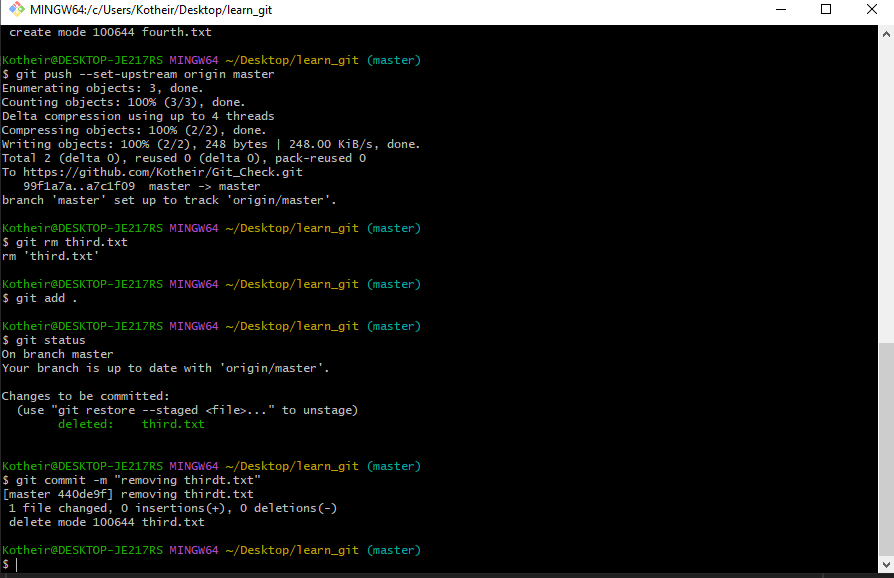 MINGW64:/c/Users/Kotheir/Desktop/learn_git
create mode 100644 fourth.txt
Kotheir@DESKTOP-JE217RS MINGW64 ~/Desktop/learn_git (master)
$ git push --set-upstream origin master
Enumerating objects: 3, done.
Counting objects: 100% (3/3), done.
Delta compression using up to 4 threads
Compressing objects: 100% (2/2), done.
Writing objects: 100% (2/2), 248 bytes | 248.00 KiB/s, done.
Total 2 (delta 0), reused 0 (delta 0), pack-reused 0
To https://github.com/Kotheir/Git_Check.git
99f1a7a..a7c1f09  master -> master
branch 'master' set up to track 'origin/master'.
Kotheir@DESKTOP-JE217RS MINGW64 ~/Desktop/learn_git (master)
$ git rm third.txt
rm 'third.txt'
Kotheir@DESKTOP-JE217RS MINGW64 ~/Desktop/learn_git (master)
$ git add .
Kotheir@DESKTOP-JE217RS MINGW64 ~/Desktop/learn_git (master)
$ git status
On branch master
Your branch is up to date with 'origin/master'.
Changes to be committed:
(use "git restore --staged <file>..." to unstage)
deleted:    third.txt
Kotheir@DESKTOP-JE217RS MINGW64 ~/Desktop/learn_git (master)
$ git commit -m "removing thirdt.txt"
[master 440de9f] removing thirdt.txt
1 file changed, 0 insertions(+), 0 deletions(-)
delete mode 100644 third.txt
Kotheir@DESKTOP-JE217RS MINGW64 ~/Desktop/learn_git (master)
$